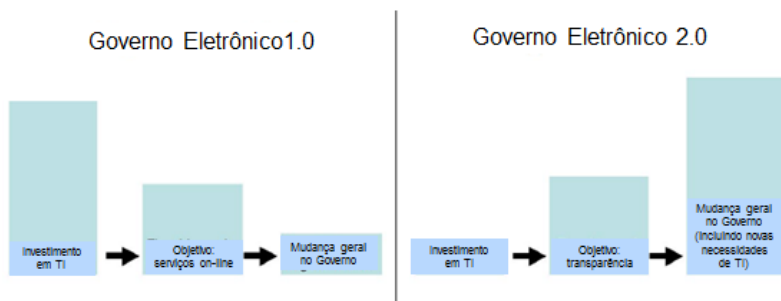 Governo Eletrônico1.0
Investimento
em TI
Objetivo:
serviços on-line
Mudança geral
no Governo
Governo Eletrônico 2.0
Investimento
em TI
Objetivo:
transparência
Mudança geral
no Governo
(incluindo novas
necessidades
de TI)